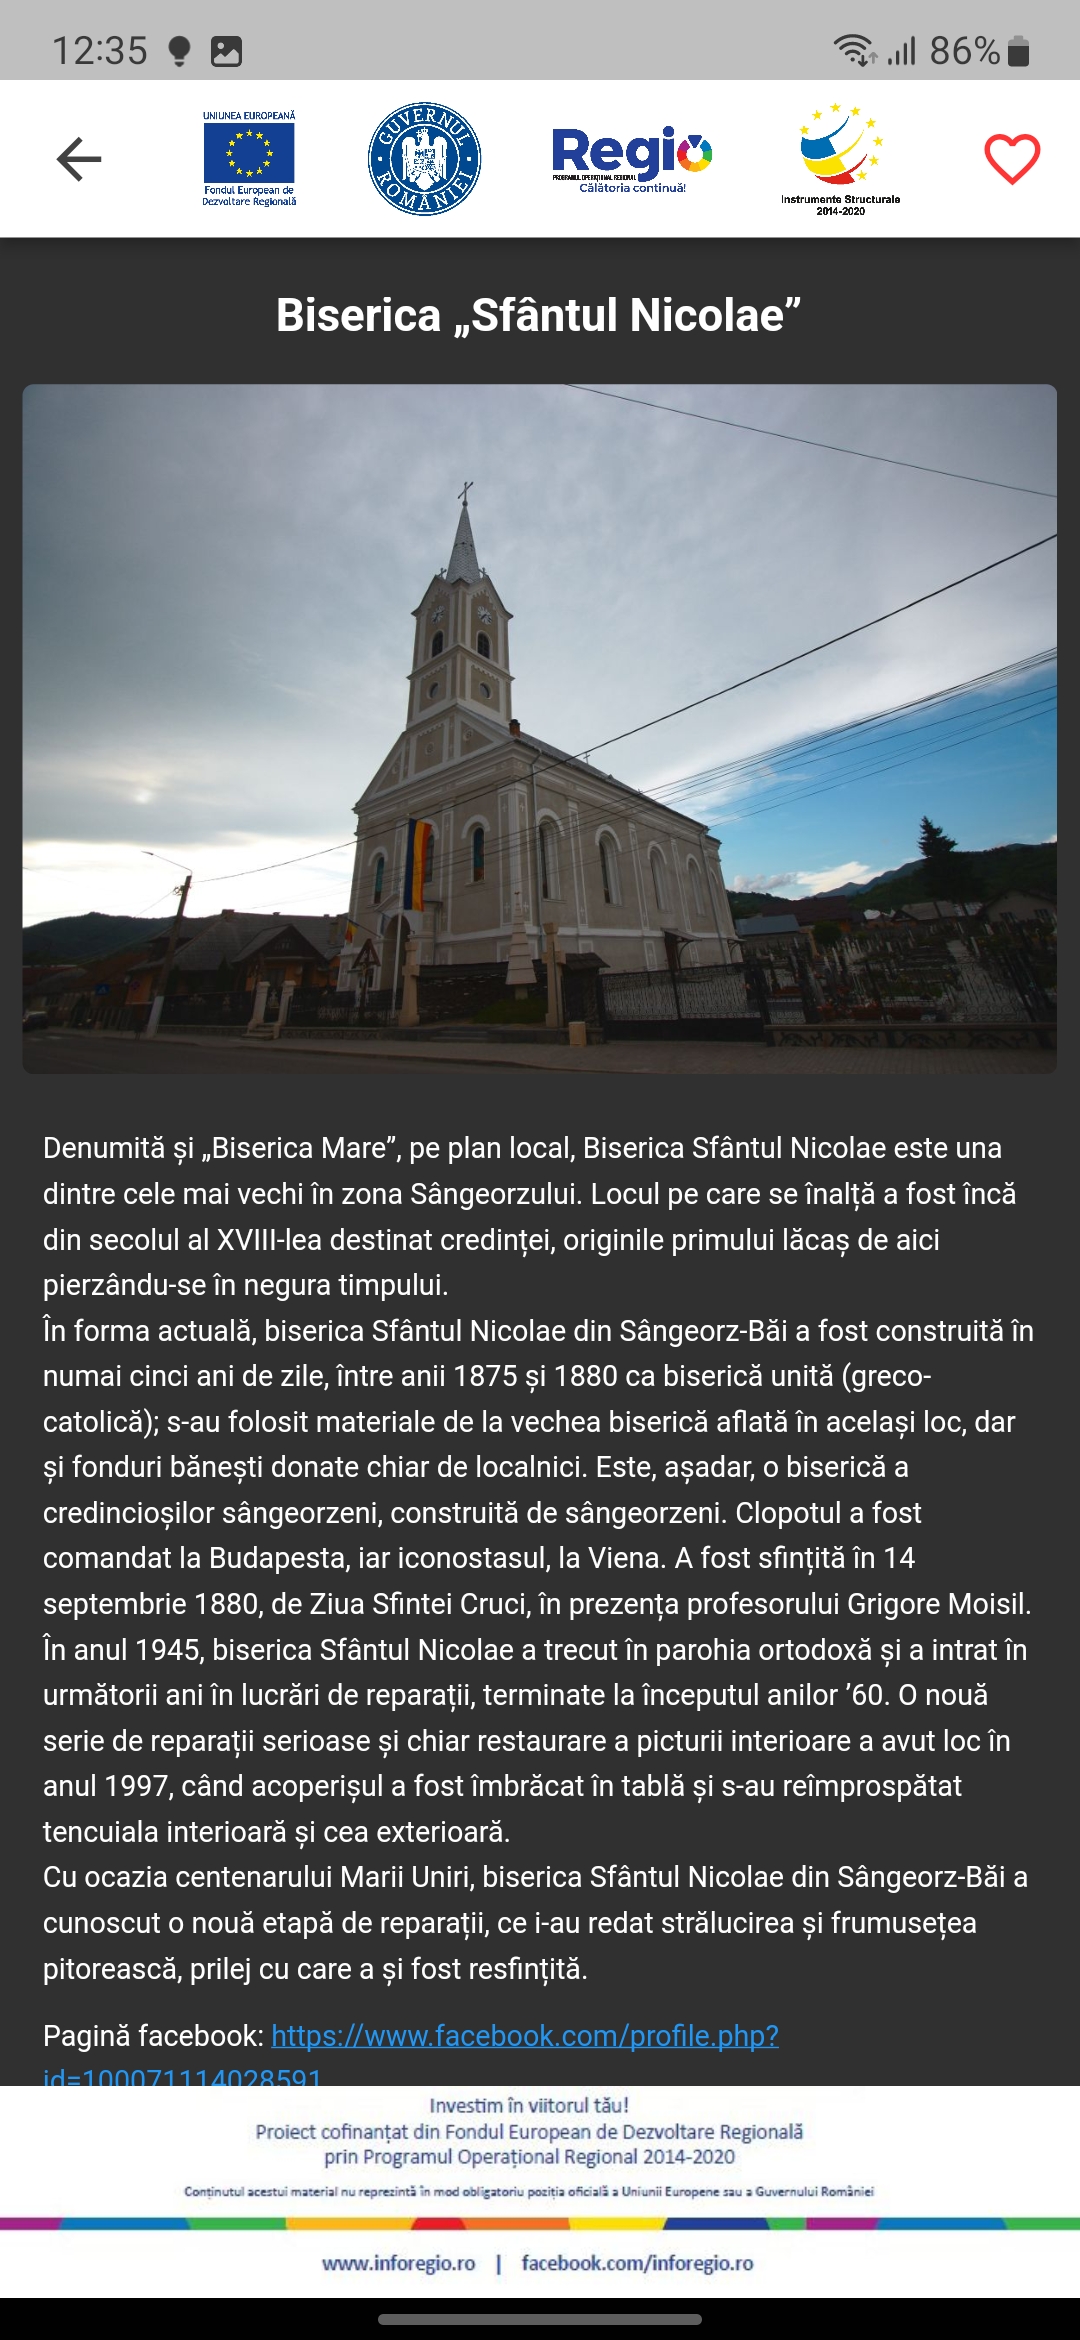 12:35
86%
UNIUNEA EUROPEANĂ
Fondul European de
Dezvoltare Regională
GUVERNUL
ROMÂNIEI
Regio
PROGRAMUL OPERAȚIONAL REGIONAL
Călătoria continuă!
Instrumente Structurale
2014-2020
Biserica „Sfântul Nicolae”
Denumită și „Biserica Mare”, pe plan local, Biserica Sfântul Nicolae este una
dintre cele mai vechi în zona Sângeorzului. Locul pe care se înalță a fost încă
din secolul al XVIII-lea destinat credinței, originile primului lăcaș de aici
pierzându-se în negura timpului.
În forma actuală, biserica Sfântul Nicolae din Sângeorz-Băi a fost construită în
numai cinci ani de zile, între anii 1875 și 1880 ca biserică unită (greco-
catolică); s-au folosit materiale de la vechea biserică aflată în același loc, dar
și fonduri bănești donate chiar de localnici. Este, așadar, o biserică a
credincioșilor sângeorzeni, construită de sângeorzeni. Clopotul a fost
comandat la Budapesta, iar iconostasul, la Viena. A fost sfințită în 14
septembrie 1880, de Ziua Sfintei Cruci, în prezența profesorului Grigore Moisil.
În anul 1945, biserica Sfântul Nicolae a trecut în parohia ortodoxă și a intrat în
următorii ani în lucrări de reparații, terminate la începutul anilor ’60. O nouă
serie de reparații serioase și chiar restaurare a picturii interioare a avut loc în
anul 1997, când acoperișul a fost îmbrăcat în tablă și s-au reîmprospătat
tencuiala interioară și cea exterioară.
Cu ocazia centenarului Marii Uniri, biserica Sfântul Nicolae din Sângeorz-Băi a
cunoscut o nouă etapă de reparații, ce i-au redat strălucirea și frumusețea
pitorească, prilej cu care a și fost resfințită.
Pagină facebook: https://www.facebook.com/profile.php?
id=100071114028591
Investim în viitorul tău!
Proiect cofinanțat din Fondul European de Dezvoltare Regională
prin Programul Operațional Regional 2014-2020
Conținutul acestui material nu reprezintă în mod obligatoriu poziția oficială a Uniunii Europene sau a Guvernului României
www.inforegio.ro | facebook.com/inforegio.ro